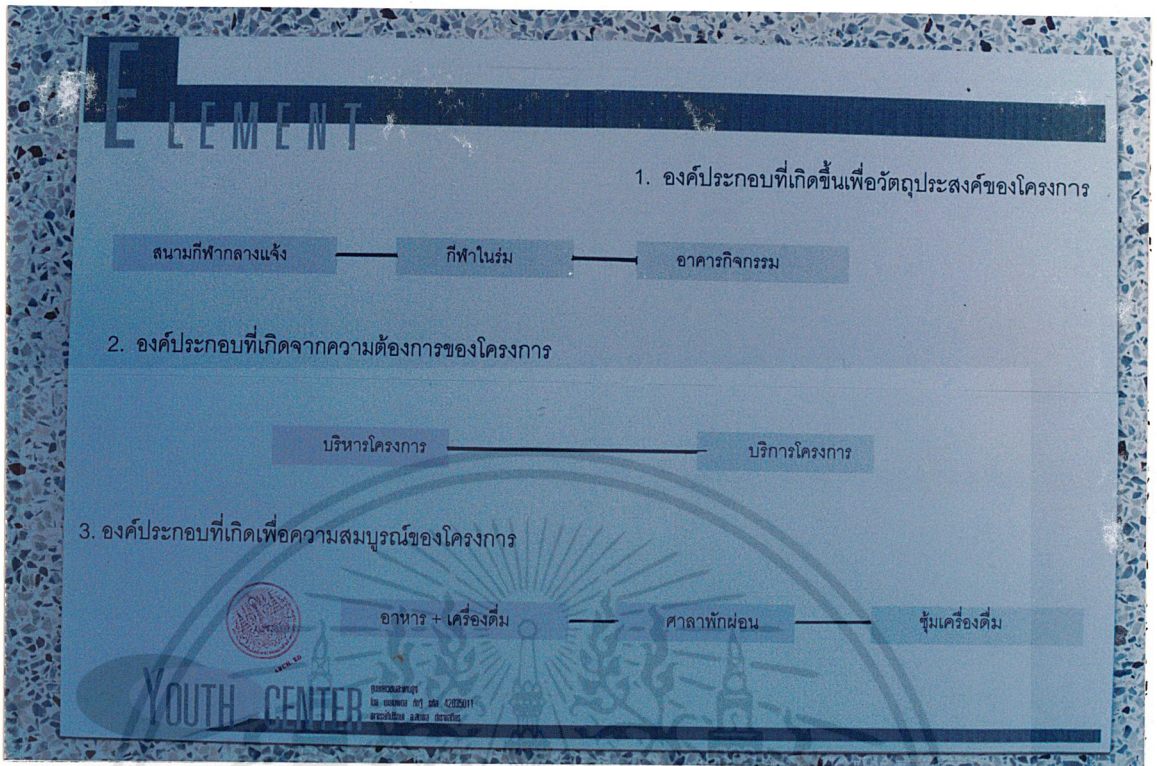 ELEMENT
1. องค์ประกอบที่เกิดขึ้นเพื่อวัตถุประสงค์ของโครงการ
สนามกีฬากลางแจ้ง กีฬาในร่ม อาคารกิจกรรม
2. องค์ประกอบที่เกิดจากความต้องการของโครงการ
บริหารโครงการ บริการโครงการ
3. องค์ประกอบที่เกิดเพื่อความสมบูรณ์ของโครงการ
อาหาร + เครื่องดื่ม ศาลาพักผ่อน ซุ้มเครื่องดื่ม
YOUTH CENTER
42035011